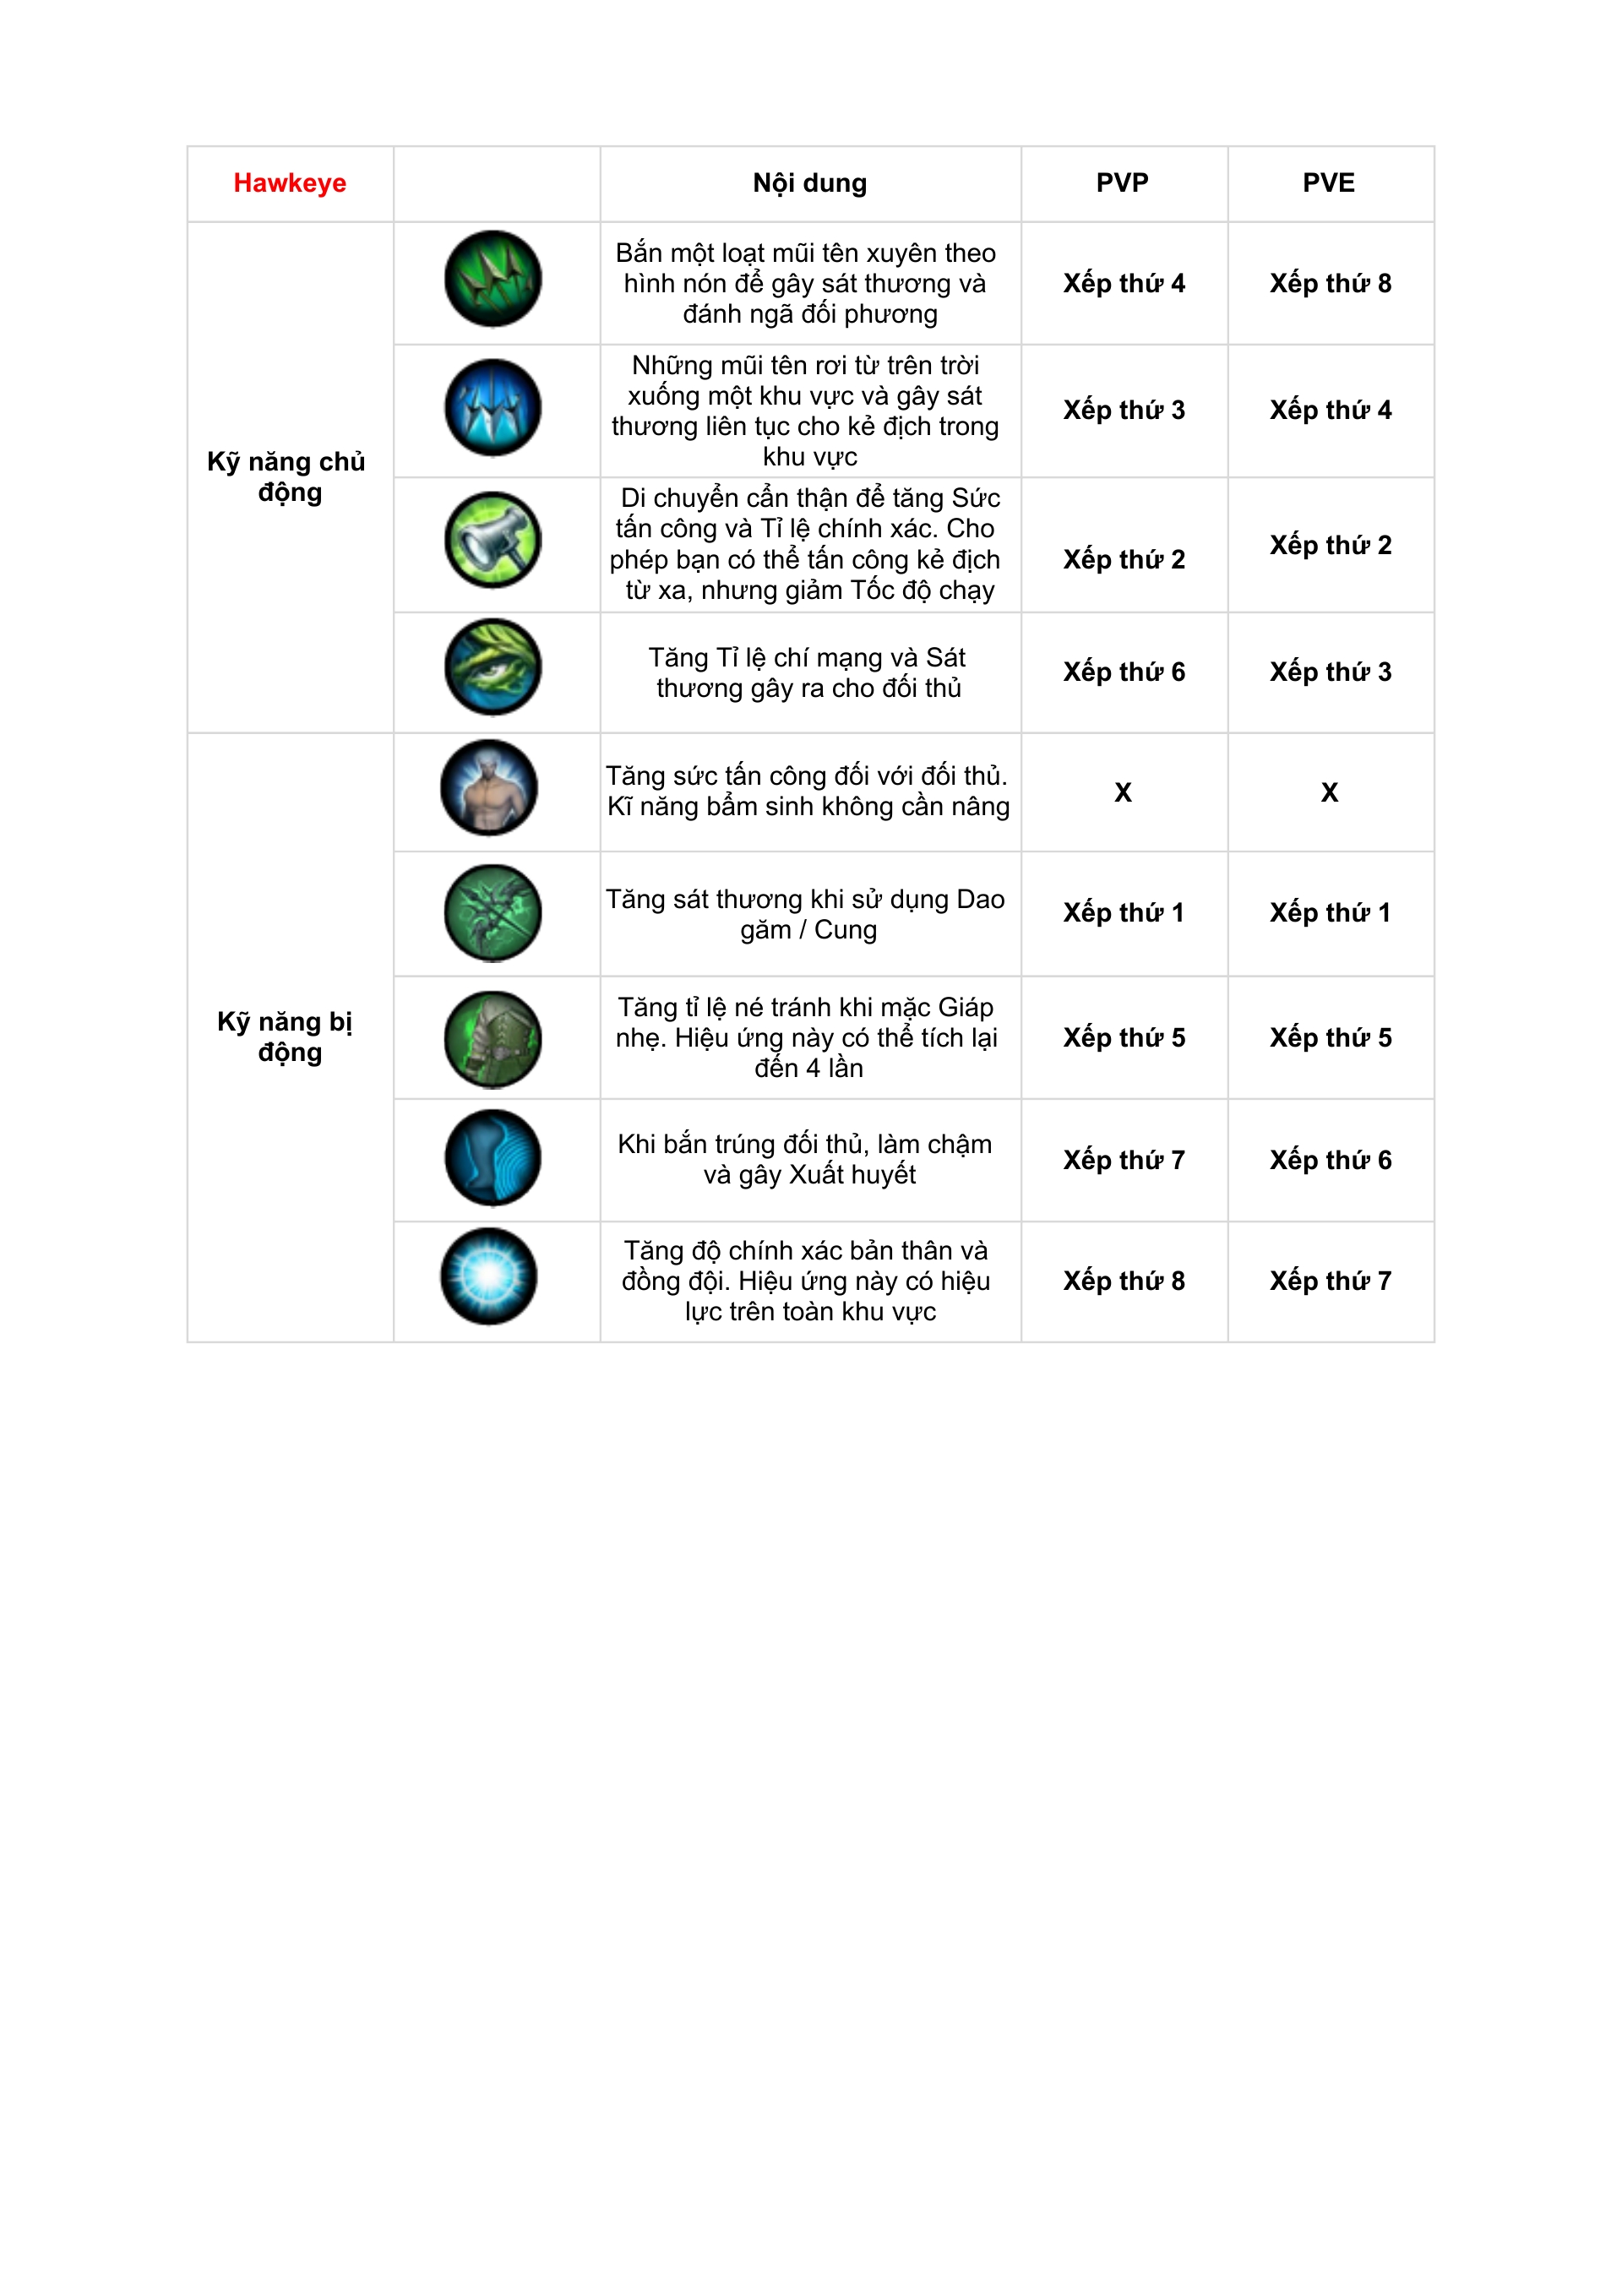 Hawkeye
Nội dung
PVP
PVE
Kỹ năng chủ
động
Bắn một loạt mũi tên xuyên theo
hình nón để gây sát thương và
đánh ngã đối phương
Xếp thứ 4
Xếp thứ 8
Những mũi tên rơi từ trên trời
xuống một khu vực và gây sát
thương liên tục cho kẻ địch trong
khu vực
Xếp thứ 3
Xếp thứ 4
Di chuyển cẩn thận để tăng Sức
tấn công và Tỉ lệ chính xác. Cho
phép bạn có thể tấn công kẻ địch
từ xa, nhưng giảm Tốc độ chạy
Xếp thứ 2
Xếp thứ 2
Tăng Tỉ lệ chí mạng và Sát
thương gây ra cho đối thủ
Xếp thứ 6
Xếp thứ 3
Kỹ năng bị
động
Tăng sức tấn công đối với đối thủ.
Kĩ năng bẩm sinh không cần nâng
X
X
Tăng sát thương khi sử dụng Dao
găm / Cung
Xếp thứ 1
Xếp thứ 1
Tăng tỉ lệ né tránh khi mặc Giáp
nhẹ. Hiệu ứng này có thể tích lại
đến 4 lần
Xếp thứ 5
Xếp thứ 5
Khi bắn trúng đối thủ, làm chậm
và gây Xuất huyết
Xếp thứ 7
Xếp thứ 6
Tăng độ chính xác bản thân và
đồng đội. Hiệu ứng này có hiệu
lực trên toàn khu vực
Xếp thứ 8
Xếp thứ 7